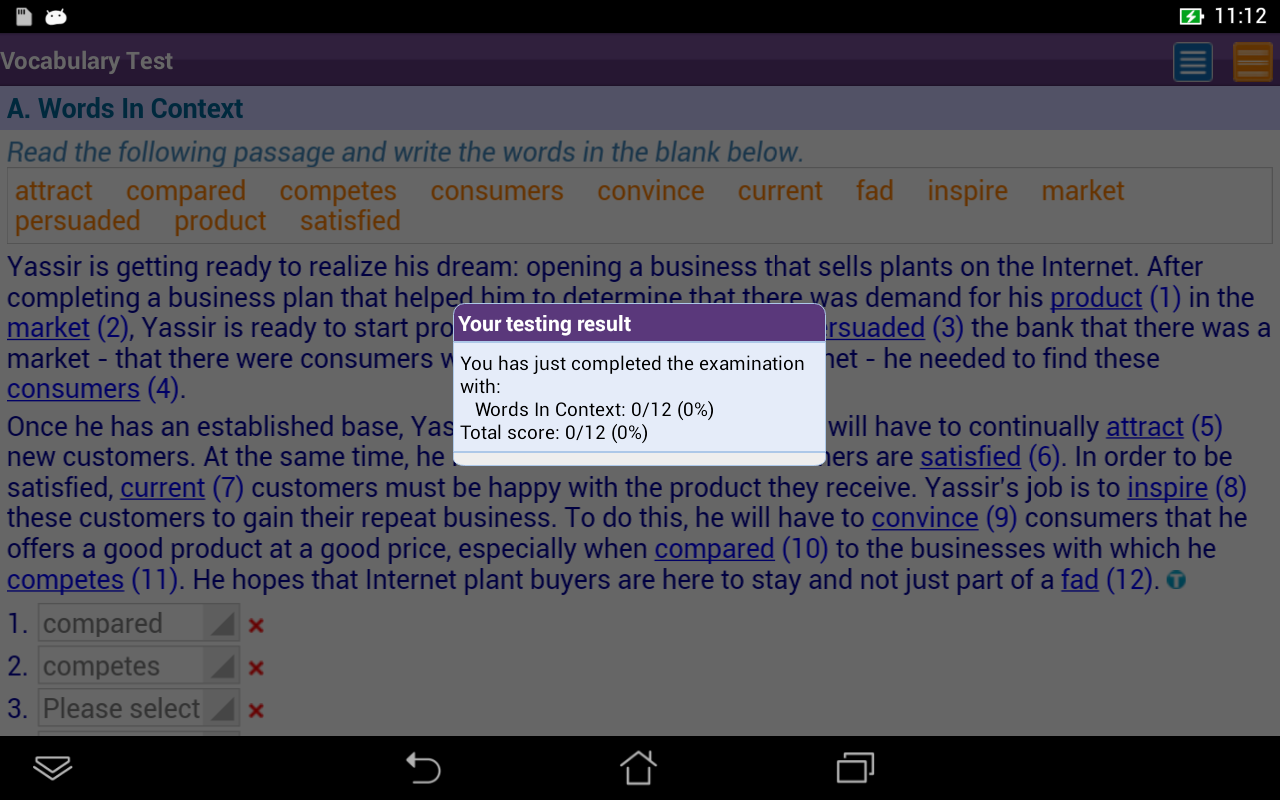 11:12
Vocabulary Test
A. Words In Context
Read the following passage and write the words in the blank below.
attract compared competes consumers convince current fad inspire market
persuaded product satisfied
Yassir is getting ready to realize his dream: opening a business that sells plants on the Internet. After
completing a business plan that helped him to determine that there was demand for his product (1) in the
market (2), Yassir is ready to start (3) the bank that there was a
market - that there were consumers - he needed to find these
consumers (4).
Once he has an established base, will have to continually attract (5)
new customers. At the same time, he are satisfied (6). In order to be
satisfied, current (7) customers must be happy with the product they receive. Yassir's job is to inspire (8)
these customers to gain their repeat business. To do this, he will have to convince (9) consumers that he
offers a good product at a good price, especially when compared (10) to the businesses with which he
competes (11). He hopes that Internet plant buyers are here to stay and not just part of a fad (12). T
1. compared
2. competes
3. Please select
Your testing result
You has just completed the examination
with:
Words In Context: 0/12 (0%)
Total score: 0/12 (0%)